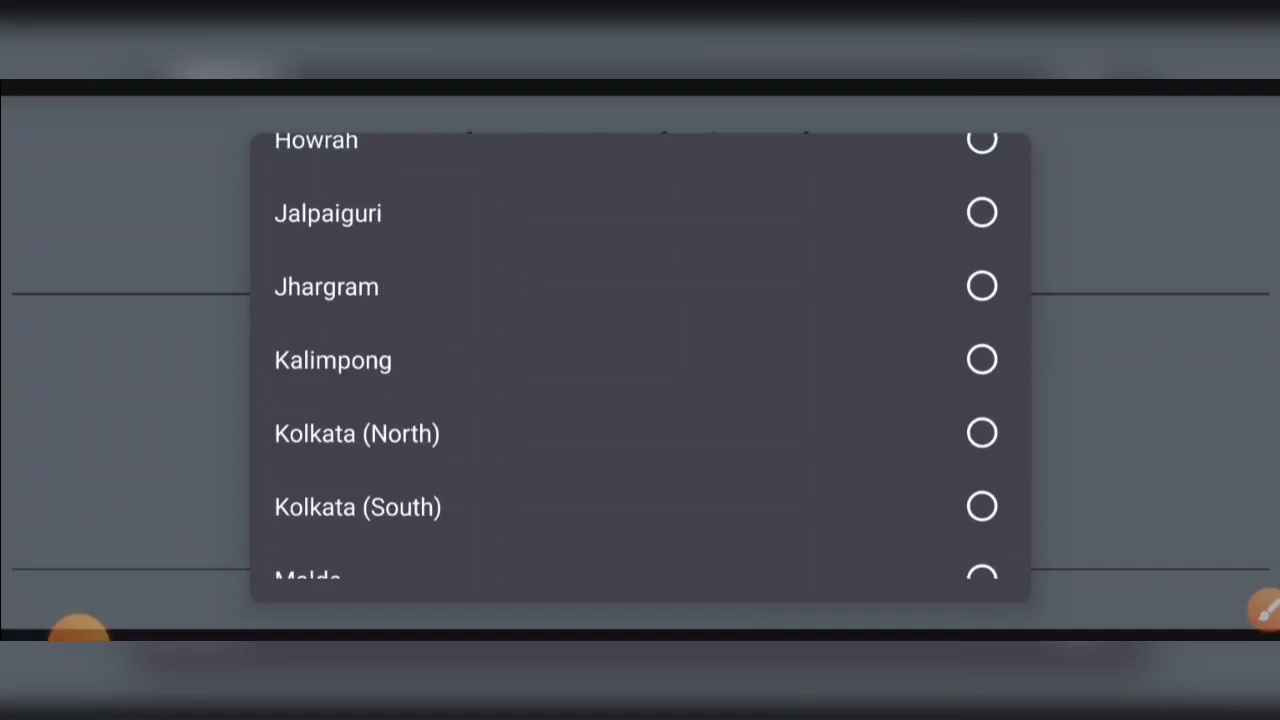 Howrah
Jalpaiguri
Jhargram
Kalimpong
Kolkata (North)
Kolkata (South)